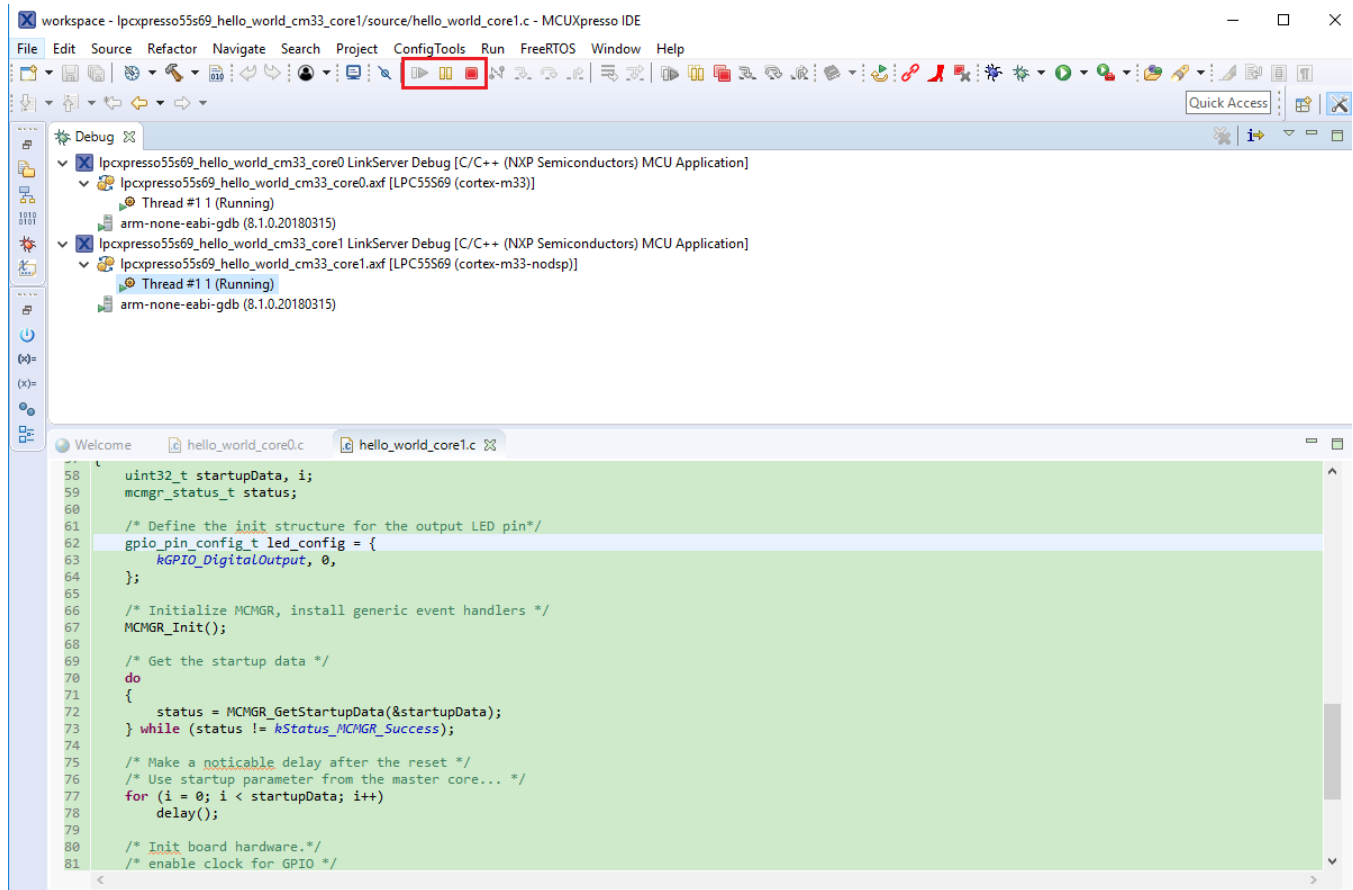 workspace - lpcxpresso55s69_hello_world_cm33_core1/source/hello_world_core1.c - MCUXpresso IDE
File Edit Source Refactor Navigate Search Project ConfigTools Run FreeRTOS Window Help
Quick Access
Debug
lpcxpresso55s69_hello_world_cm33_core0 LinkServer Debug [C/C++ (NXP Semiconductors) MCU Application]
lpcxpresso55s69_hello_world_cm33_core0.axf [LPC55S69 (cortex-m33)]
Thread #1 1 (Running)
arm-none-eabi-gdb (8.1.0.20180315)
lpcxpresso55s69_hello_world_cm33_core1 LinkServer Debug [C/C++ (NXP Semiconductors) MCU Application]
lpcxpresso55s69_hello_world_cm33_core1.axf [LPC55S69 (cortex-m33-nodsp)]
Thread #1 1 (Running)
arm-none-eabi-gdb (8.1.0.20180315)
Welcome hello_world_core0.c hello_world_core1.c
58 uint32_t startupData, i;
59 mcmgr_status_t status;
60
61 /* Define the init structure for the output LED pin*/
62 gpio_pin_config_t led_config = {
63 kGPIO_DigitalOutput, 0,
64 };
65
66 /* Initialize MCMGR, install generic event handlers */
67 MCMGR_Init();
68
69 /* Get the startup data */
70 do
71 {
72 status = MCMGR_GetStartupData(&startupData);
73 } while (status != kStatus_MCMGR_Success);
74
75 /* Make a noticable delay after the reset */
76 /* Use startup parameter from the master core... */
77 for (i = 0; i < startupData; i++)
78 delay();
79
80 /* Init board hardware.*/
81 /* enable clock for GPIO */